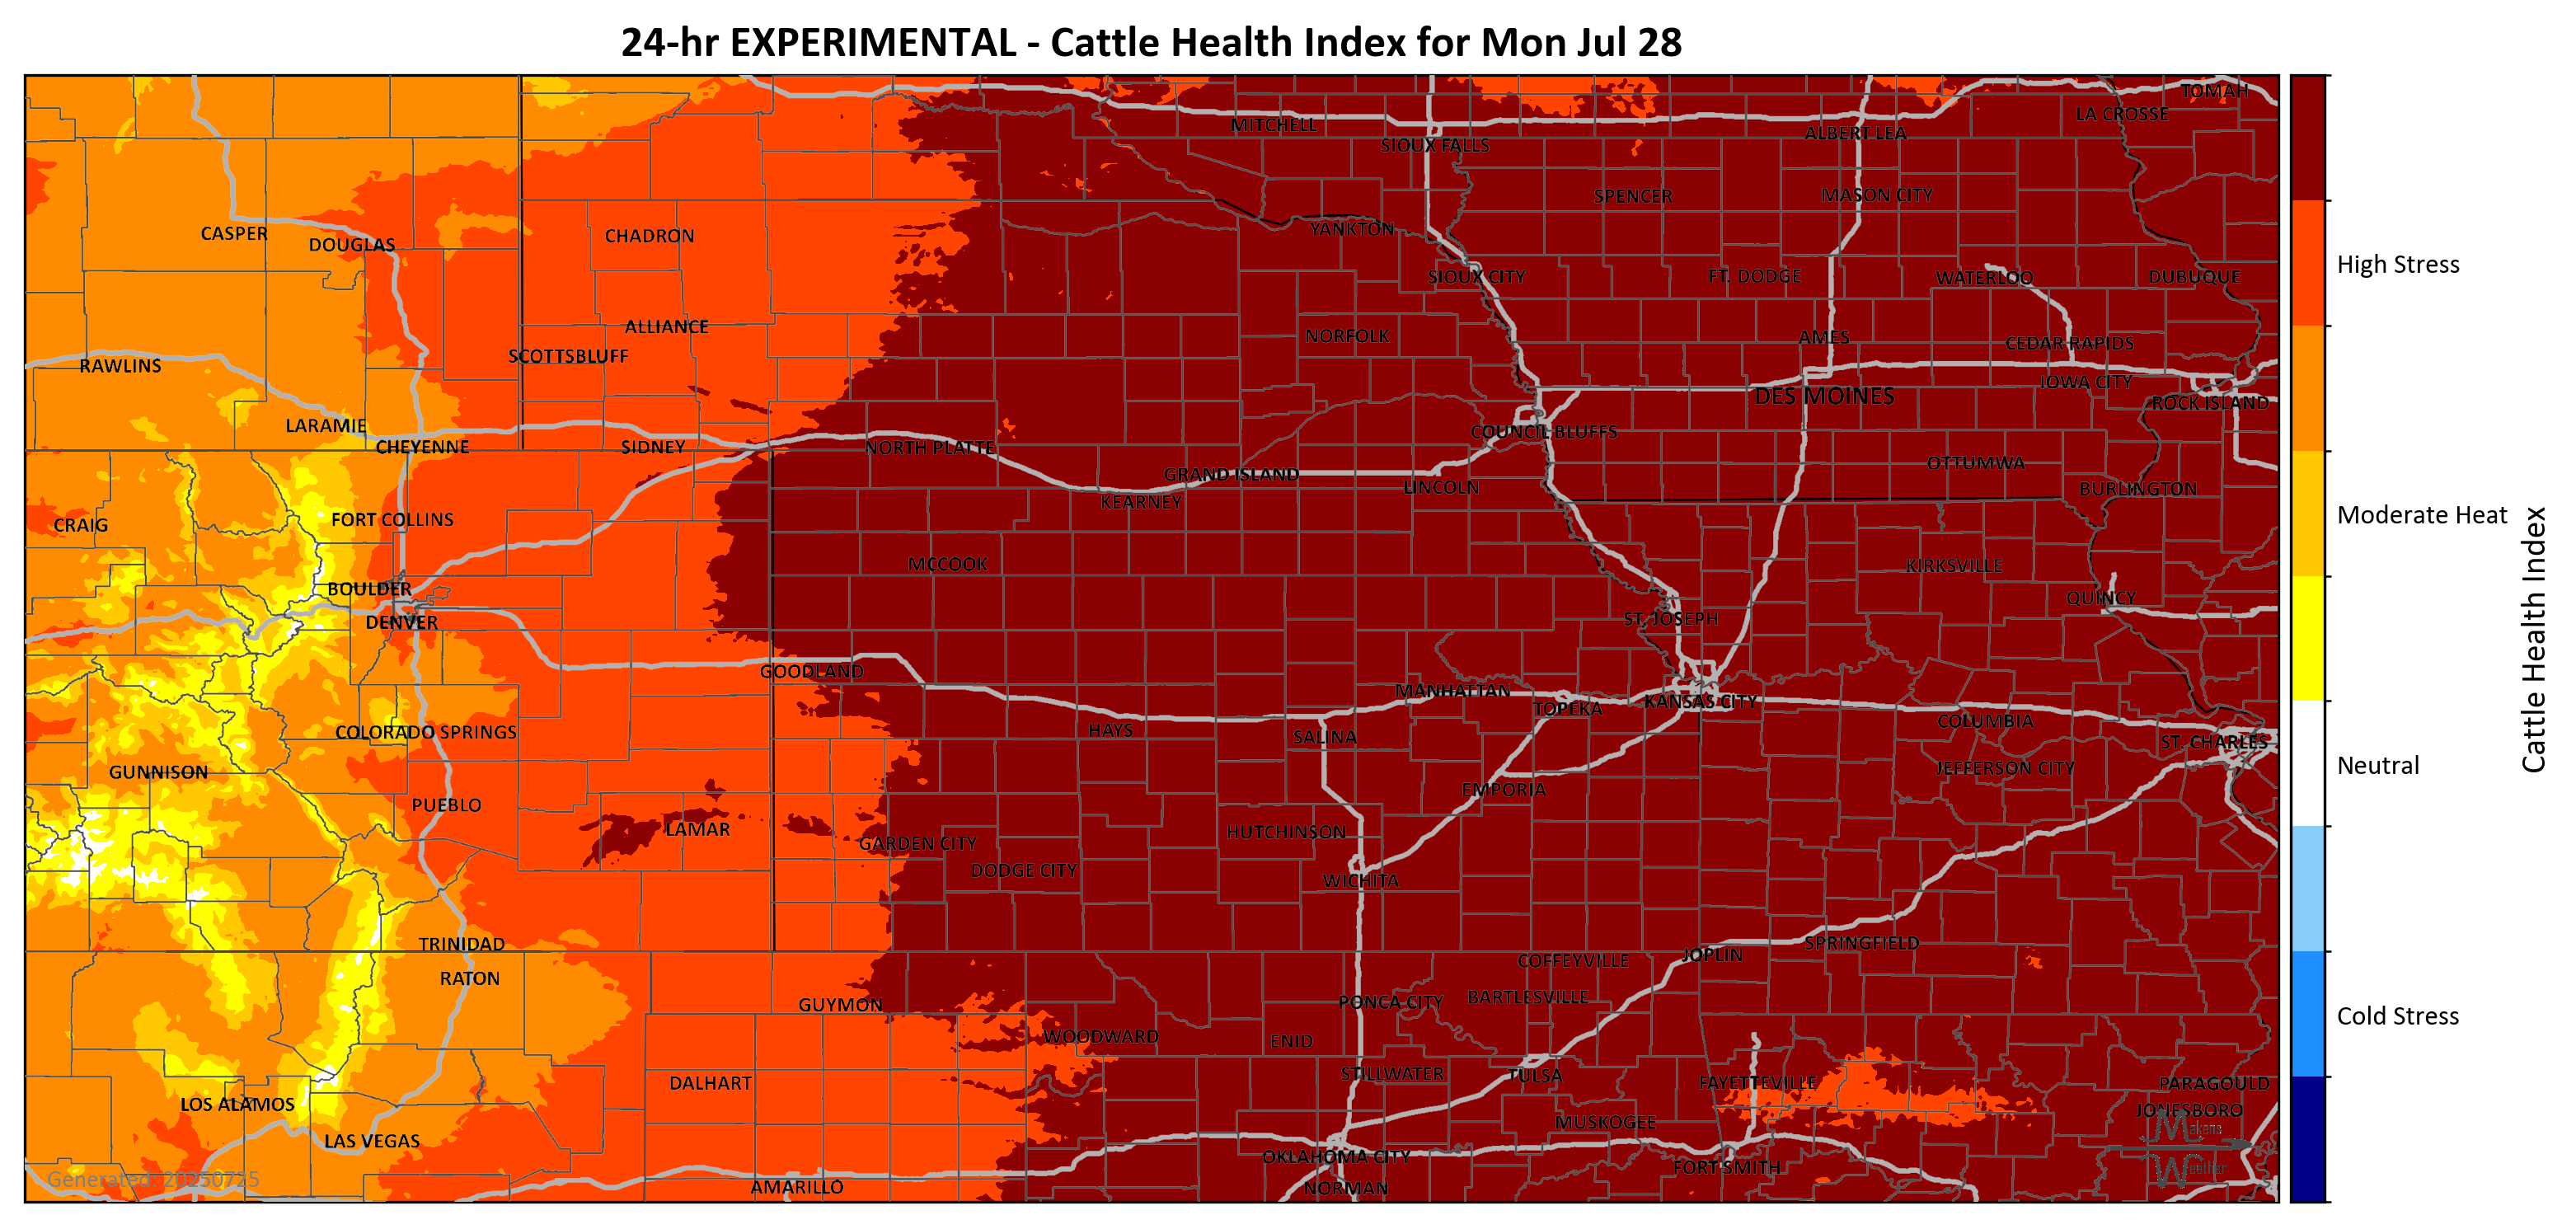 24-hr EXPERIMENTAL - Cattle Health Index for Mon Jul 28
TOMAH
LA CROSSE
MITCHELL
ALBERT LEA
SIOUX FALLS
SPENCER
MASON CITY
CASPER
DOUGLAS
CHADRON
YANKTON
SIOUX CITY
FT. DODGE
WATERLOO
DUBUQUE
High Stress
ALLIANCE
NORFOLK
AMES
CEDAR RAPIDS
SCOTTSBLUFF
RAWLINS
IOWA CITY
DES MOINES
ROCK ISLAND
LARAMIE
COUNCIL BLUFFS
CHEYENNE
SIDNEY
NORTH PLATTE
OTTUMWA
GRAND ISLAND
LINCOLN
BURLINGTON
KEARNEY
Moderate Heat
CRAIG
FORT COLLINS
MCCOOK
KIRKSVILLE
BOULDER
QUINCY
DENVER
ST. JOSEPH
Cattle Health Index
GOODLAND
MANHATTAN
KANSAS CITY
TOPEKA
COLUMBIA
HAYS
COLORADO SPRINGS
SALINA
ST. CHARLES
GUNNISON
JEFFERSON CITY
Neutral
EMPORIA
PUEBLO
LAMAR
HUTCHINSON
GARDEN CITY
DODGE CITY
WICHITA
TRINIDAD
SPRINGFIELD
JOPLIN
COFFEYVILLE
RATON
GUYMON
PONCA CITY
BARTLESVILLE
Cold Stress
WOODWARD
ENID
STILLWATER
TULSA
DALHART
FAYETTEVILLE
PARAGOULD
LOS ALAMOS
JONESBORO
MUSKOGEE
Makens
LAS VEGAS
OKLAHOMA CITY
FORT SMITH
Weather
Generated: 20250725
AMARILLO
NORMAN